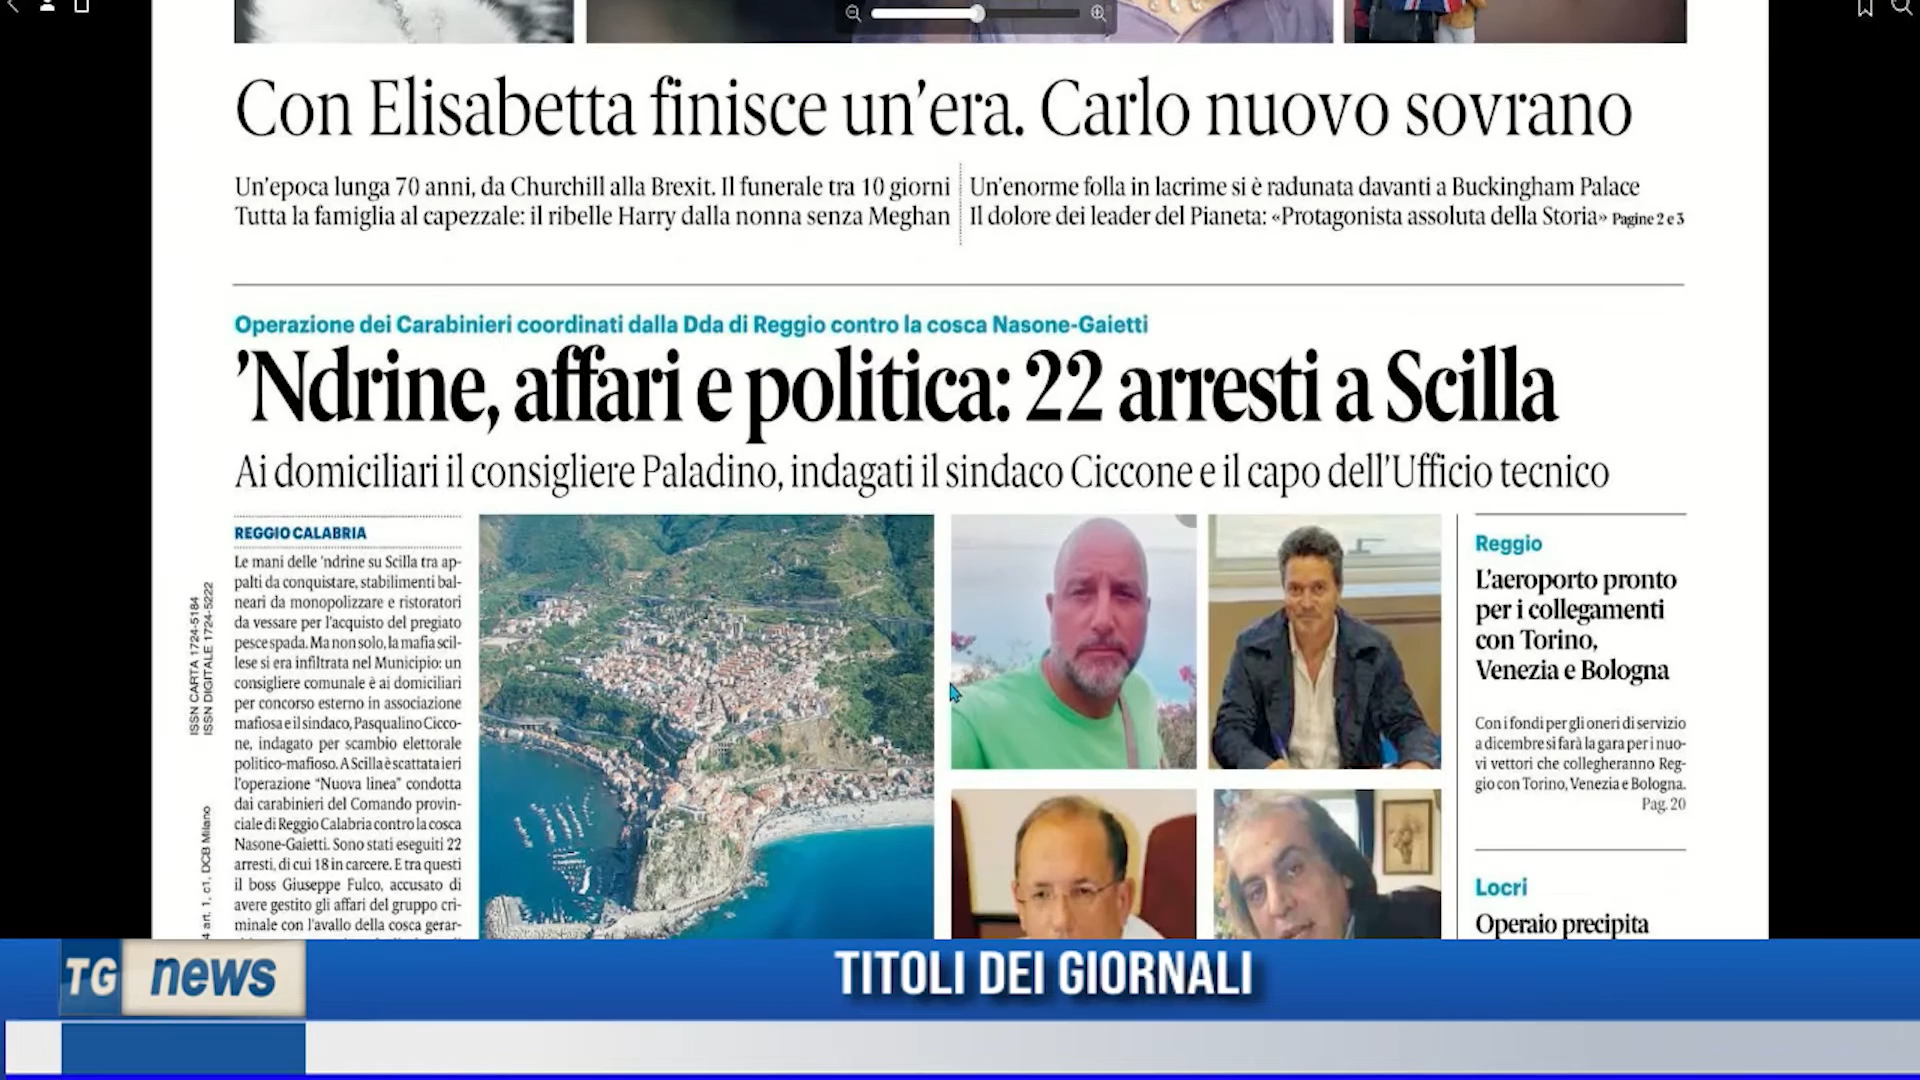 Con Elisabetta finisce un'era. Carlo nuovo sovrano
Un'epoca lunga 70 anni, da Churchill alla Brexit. Il funerale tra 10 giorni
Tutta la famiglia al capezzale: il ribelle Harry dalla nonna senza Meghan
Un'enorme folla in lacrime si è radunata davanti a Buckingham Palace
Il dolore dei leader del Pianeta: «Protagonista assoluta della Storia» Pagine 2 e 3
Operazione dei Carabinieri coordinati dalla Dda di Reggio contro la cosca Nasone-Gaietti
'Ndrine, affari e politica: 22 arresti a Scilla
Ai domiciliari il consigliere Paladino, indagati il sindaco Ciccone e il capo dell'Ufficio tecnico
REGGIO CALABRIA
Le mani delle 'ndrine su Scilla tra ap-
palti da conquistare, stabilimenti bal-
neari da monopolizzare e ristoratori
da vessare per l'acquisto del pregiato
pesce spada. Ma non solo, la mafia scil-
lese si era infiltrata nel Municipio: un
consigliere comunale è ai domiciliari
per concorso esterno in associazione
mafiosa e il sindaco, Pasqualino Cicco-
ne, indagato per scambio elettorale
politico-mafioso. A Scilla è scattata ieri
l'operazione "Nuova linea" condotta
dai carabinieri del Comando provin-
ciale di Reggio Calabria contro la cosca
Nasone-Gaietti. Sono stati eseguiti 22
arresti, di cui 18 in carcere. E tra questi
il boss Giuseppe Fulco, accusato di
avere gestito gli affari del gruppo cri-
minale con l'avallo della cosca gerar-
ISSN CARTA 1724-5184
ISSN DIGITALE 1724-5222
4 art. 1, c1, DCB Milano
Reggio
L'aeroporto pronto
per i collegamenti
con Torino,
Venezia e Bologna
Con i fondi per gli oneri di servizio
a dicembre si farà la gara per i nuo-
vi vettori che collegheranno Reg-
gio con Torino, Venezia e Bologna.
Pag. 20
Locri
Operaio precipita
TG news
TITOLI DEI GIORNALI